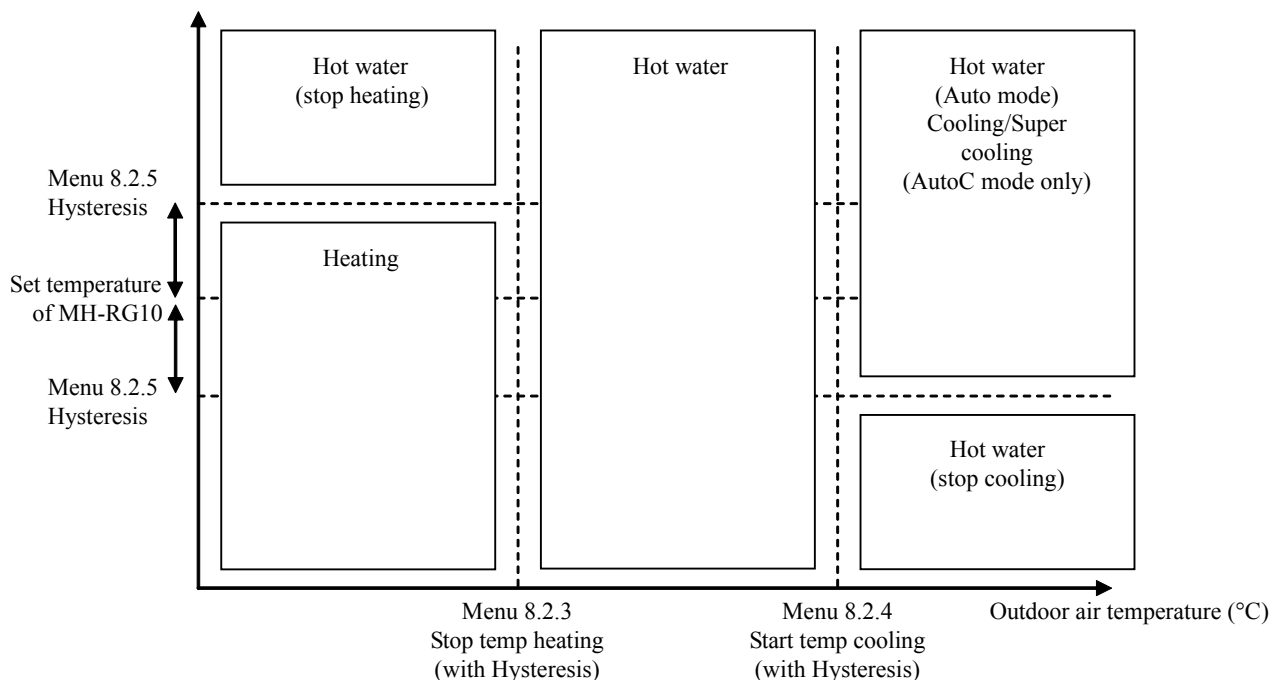 Hot water
(stop heating)
Hot water
Hot water
(Auto mode)
Cooling/Super
cooling
(AutoC mode only)
Menu 8.2.5
Hysteresis
Heating
Set temperature
of MH-RG10
Menu 8.2.5
Hysteresis
Hot water
(stop cooling)
Menu 8.2.3
Stop temp heating
(with Hysteresis)
Menu 8.2.4
Start temp cooling
(with Hysteresis)
Outdoor air temperature (°C)